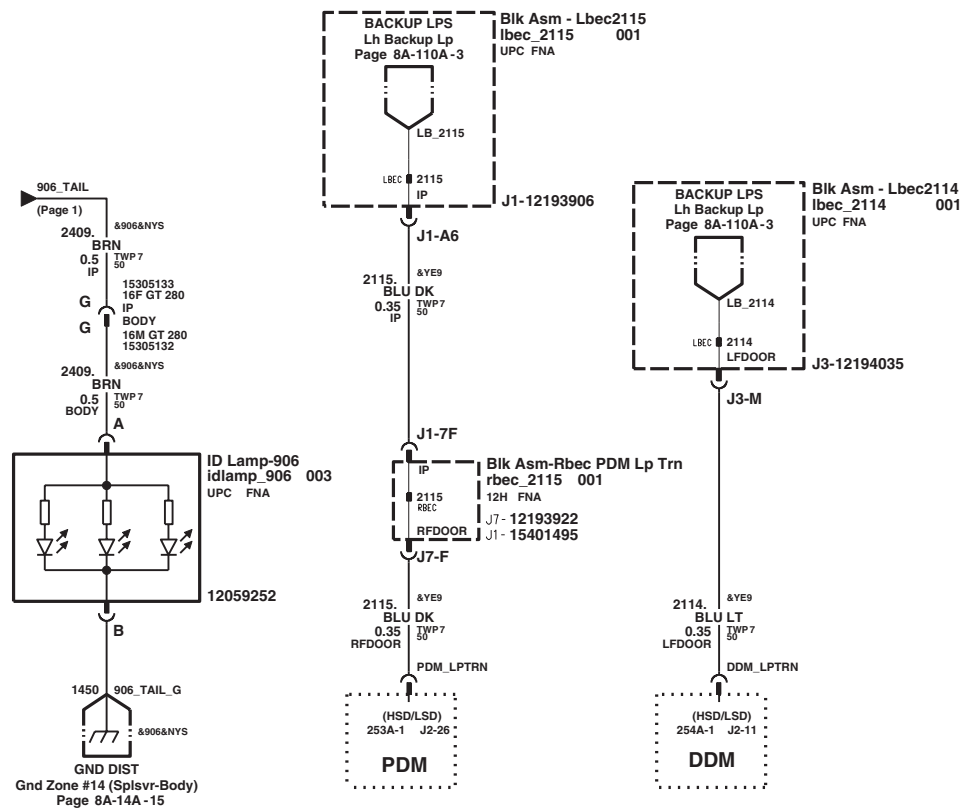 906_TAIL
(Page 1)
2409.
&906&NYS
BRN
0.5
TWP 7
50
IP
15305133
16F GT 280
G
IP
G
BODY
16M GT 280
15305132
2409.
&906&NYS
BRN
0.5
TWP 7
50
BODY
A
ID Lamp-906
idlamp_906 003
UPC FNA
12059252
B
1450
906_TAIL_G
&906&NYS
GND DIST
Gnd Zone #14 (Splsvr-Body)
Page 8A-14A-15
BACKUP LPS
Lh Backup Lp
Page 8A-110A-3
Blk Asm - Lbec2115
lbec_2115 001
UPC FNA
LB_2115
LBEC 2115
IP
J1-12193906
J1-A6
2115.
&YE9
BLU DK
0.35
TWP 7
50
IP
J1-7F
IP
Blk Asm-Rbec PDM Lp Trn
rbec_2115 001
12H FNA
2115
RBEC
J7- 12193922
J1- 15401495
RFDOOR
J7-F
2115.
&YE9
BLU DK
0.35
TWP 7
50
RFDOOR
PDM_LPTRN
(HSD/LSD)
253A-1 J2-26
PDM
BACKUP LPS
Lh Backup Lp
Page 8A-110A-3
Blk Asm - Lbec2114
lbec_2114 001
UPC FNA
LB_2114
LBEC 2114
LFDOOR
J3-12194035
J3-M
2114.
&YE9
BLU LT
0.35
TWP 7
50
LFDOOR
DDM_LPTRN
(HSD/LSD)
254A-1 J2-11
DDM